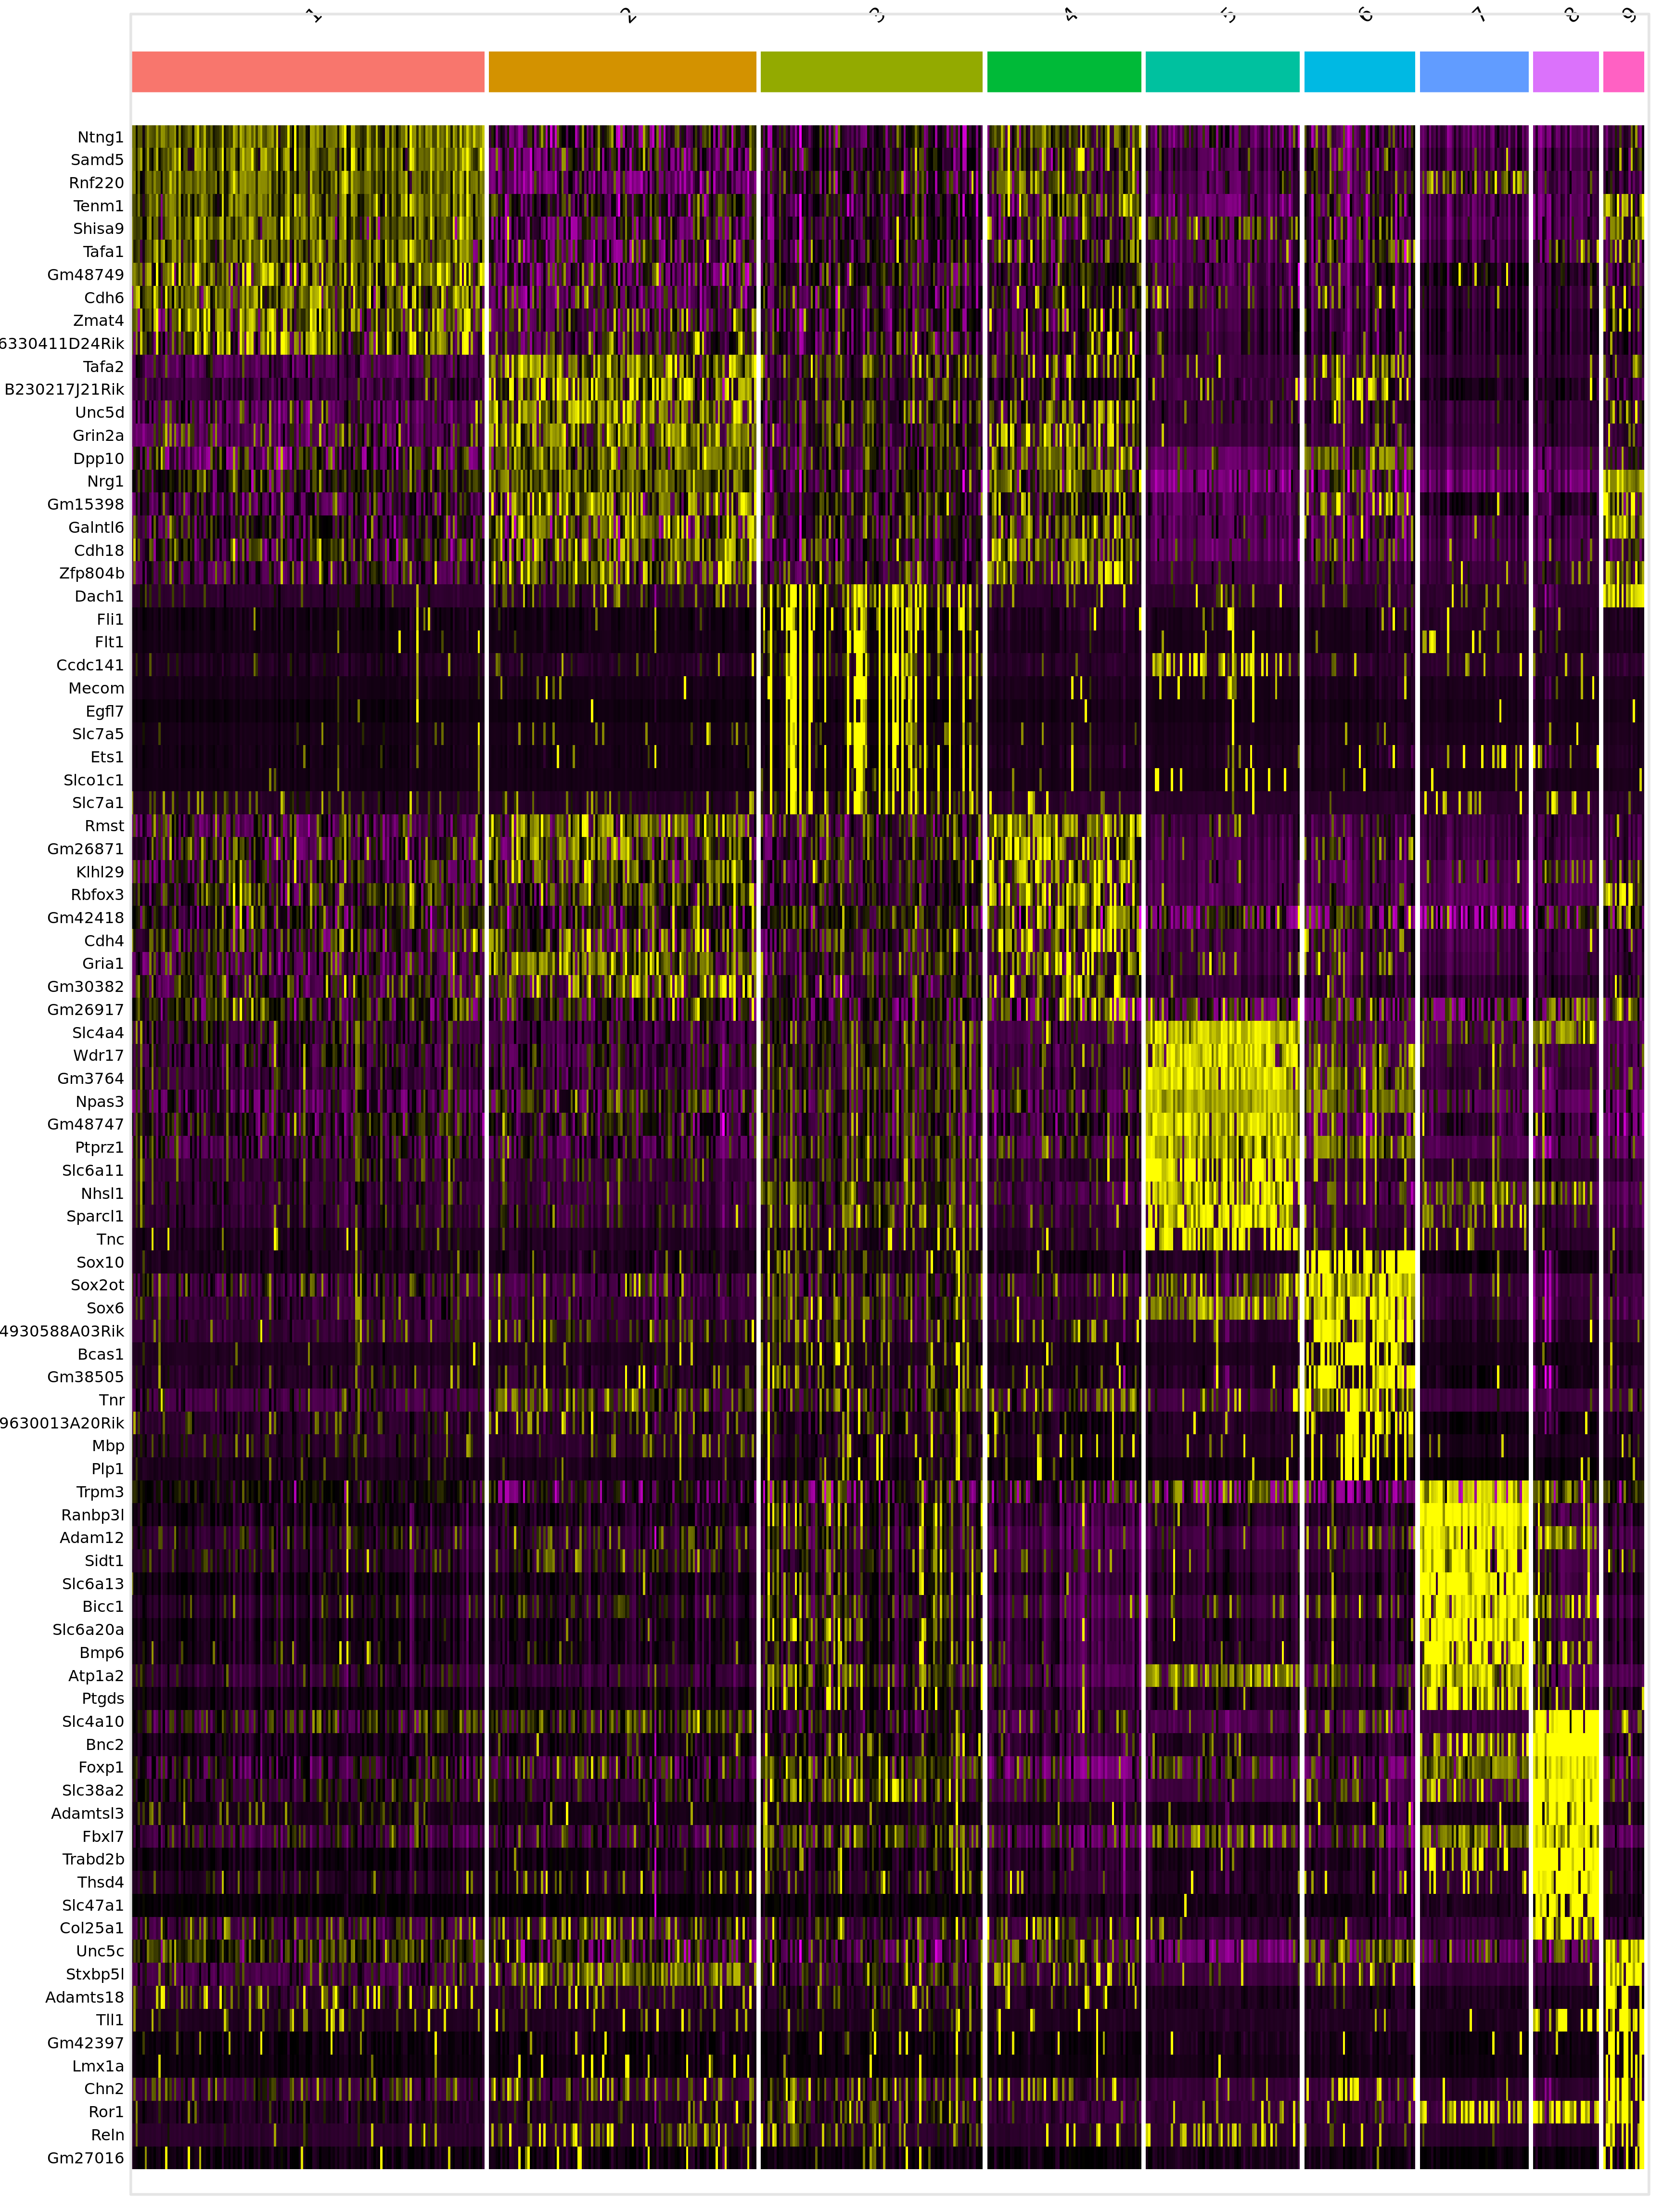 1 2 3 4 5 6 7 8 9
Ntng1
Samd5
Rnf220
Tenm1
Shisa9
Tafa1
Gm48749
Cdh6
Zmat4
6330411D24Rik
Tafa2
B230217J21Rik
Unc5d
Grin2a
Dpp10
Nrg1
Gm15398
Galntl6
Cdh18
Zfp804b
Dach1
Fli1
Flt1
Ccdc141
Mecom
Egfl7
Slc7a5
Ets1
Slco1c1
Slc7a1
Rmst
Gm26871
Klhl29
Rbfox3
Gm42418
Cdh4
Gria1
Gm30382
Gm26917
Slc4a4
Wdr17
Gm3764
Npas3
Gm48747
Ptprz1
Slc6a11
Nhsl1
Sparcl1
Tnc
Sox10
Sox2ot
Sox6
4930588A03Rik
Bcas1
Gm38505
Tnr
9630013A20Rik
Mbp
Plp1
Trpm3
Ranbp3l
Adam12
Sidt1
Slc6a13
Bicc1
Slc6a20a
Bmp6
Atp1a2
Ptgds
Slc4a10
Bnc2
Foxp1
Slc38a2
Adamtsl3
Fbxl7
Trabd2b
Thsd4
Slc47a1
Col25a1
Unc5c
Stxbp5l
Adamts18
Tll1
Gm42397
Lmx1a
Chn2
Ror1
Reln
Gm27016